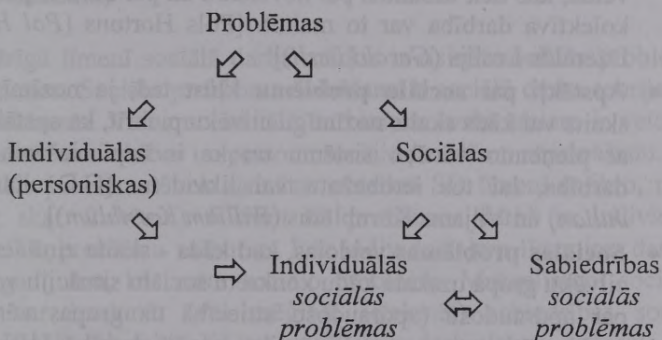 Problēmas
Individuālas Sociālas
(personiskas)
Individuālās Sabiedrības
sociālās sociālās
problēmas problēmas